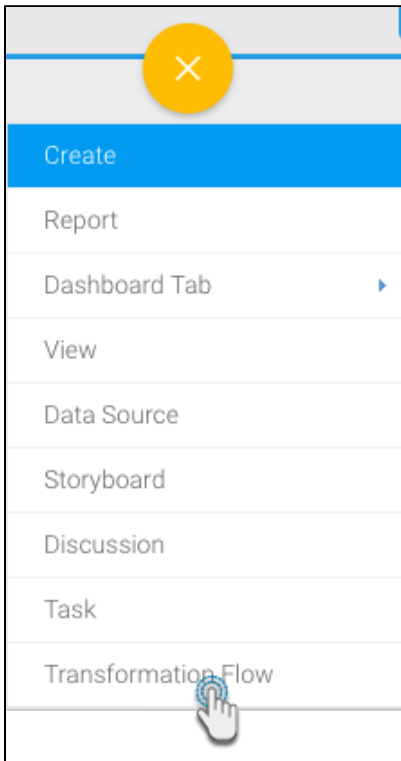 Create
Report
Dashboard Tab
View
Data Source
Storyboard
Discussion
Task
Transformation Flow